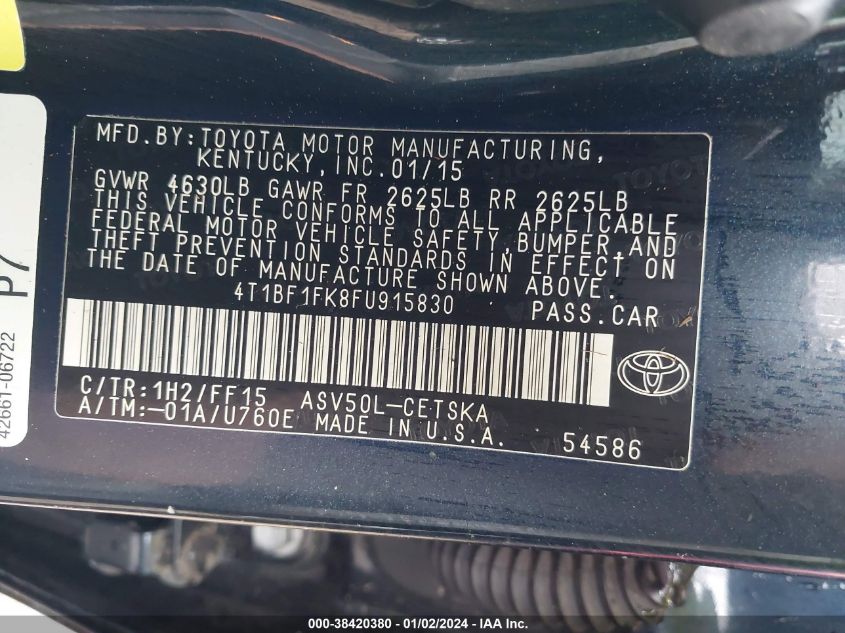 MFD.BY:TOYOTA MOTOR MANUFACTURING,
KENTUCKY,INC.01/15
GVWR 4630LB GAWR FR 2625LB RR 2625LB
THIS VEHICLE CONFORMS TO ALL APPLICABLE
FEDERAL MOTOR VEHICLE SAFETY,BUMPER,AND
THEFT PREVENTION STANDARDS IN EFFECT ON
THE DATE OF MANUFACTURE SHOWN ABOVE.
4T1BF1FK8FU915830 PASS.CAR
C/TR:1H2/FF15 ASV50L-CETSKA
A/TM:-01A/U760E MADE IN U.S.A. 54586
P7
42661-06722
000-38420380 - 01/02/2024 - IAA Inc.